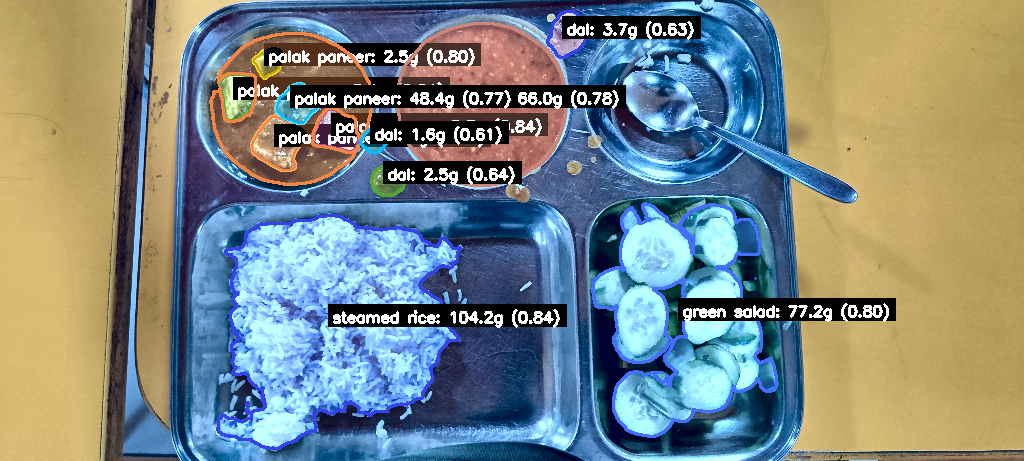 dal: 3.7g (0.63)
palak paneer: 2.5g (0.80)
palak
palak paneer: 48.4g (0.77) 66.0g (0.78)
.84)
dal: 1.6g (0.61)
dal: 2.5g (0.64)
steamed rice: 104.2g (0.84)
green salad: 77.2g (0.80)